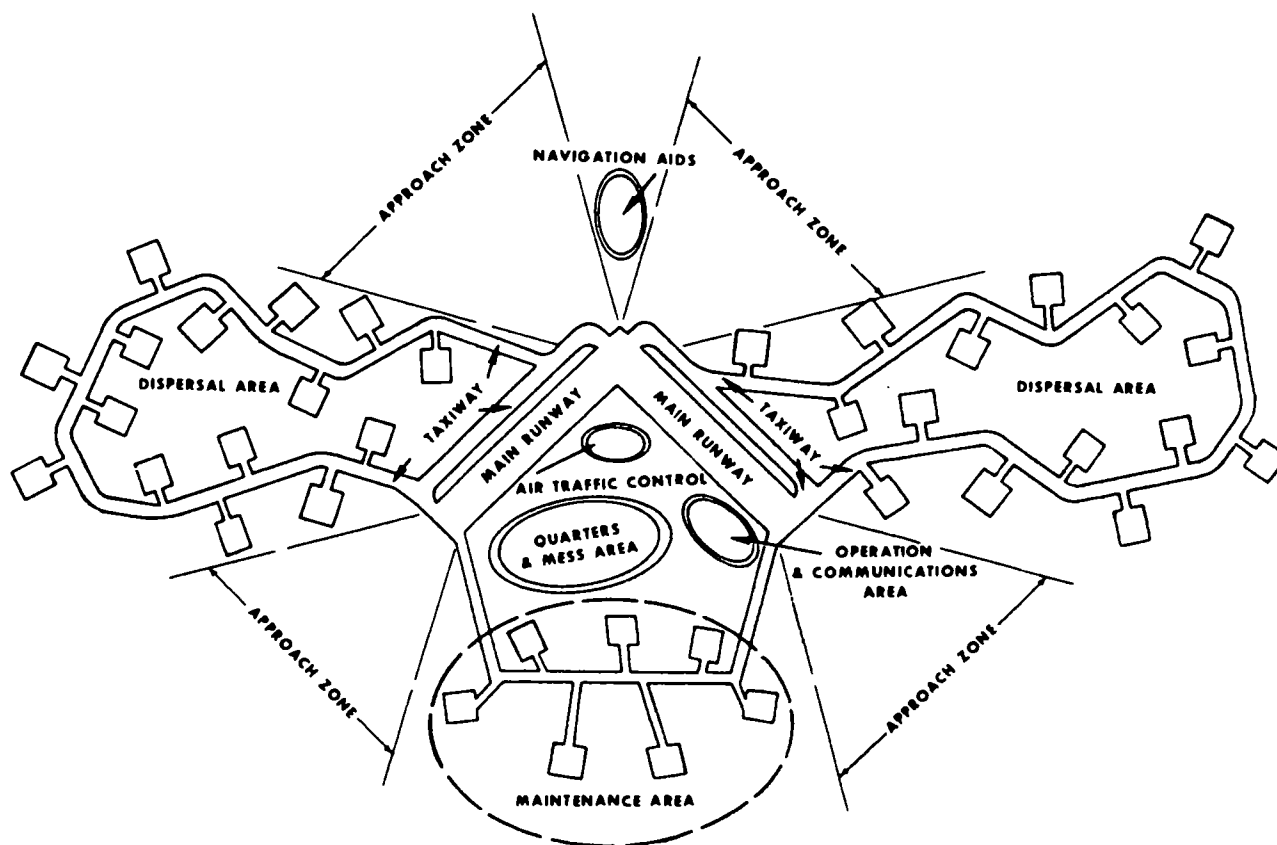 APPROACH ZONE
APPROACH ZONE
NAVIGATION AIDS
DISPERSAL AREA
DISPERSAL AREA
TAXIWAY
MAIN RUNWAY
MAIN RUNWAY
TAXIWAY
AIR TRAFFIC CONTROL
QUARTERS
& MESS AREA
OPERATION
& COMMUNICATIONS
AREA
APPROACH ZONE
APPROACH ZONE
MAINTENANCE AREA